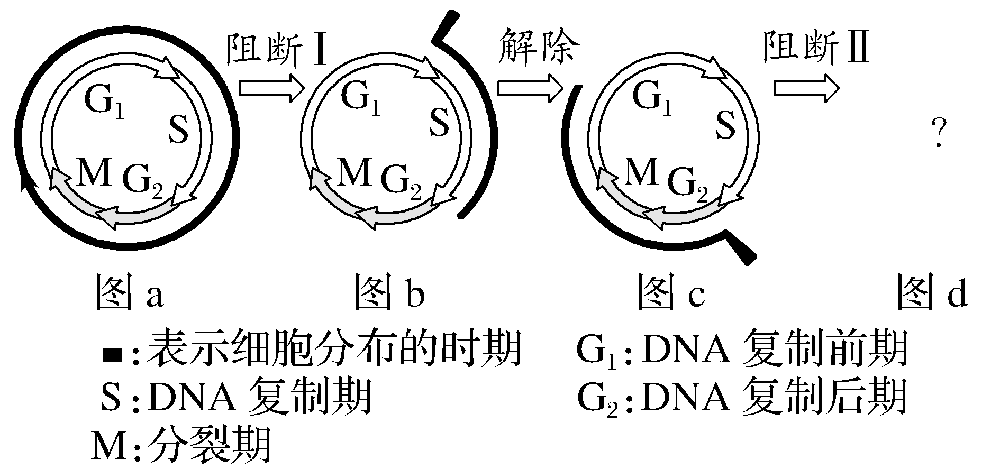 阻断Ⅰ 解除 阻断Ⅱ
G₁ S M G₂
G₁ S M G₂
G₁ S M G₂
?
图 a 图 b 图 c 图 d
■:表示细胞分布的时期 G₁:DNA 复制前期
S:DNA 复制期 G₂:DNA 复制后期
M:分裂期